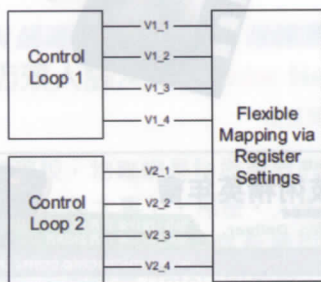 Control
Loop 1
V1_1
V1_2
V1_3
V1_4
Control
Loop 2
V2_1
V2_2
V2_3
V2_4
Flexible
Mapping via
Register
Settings